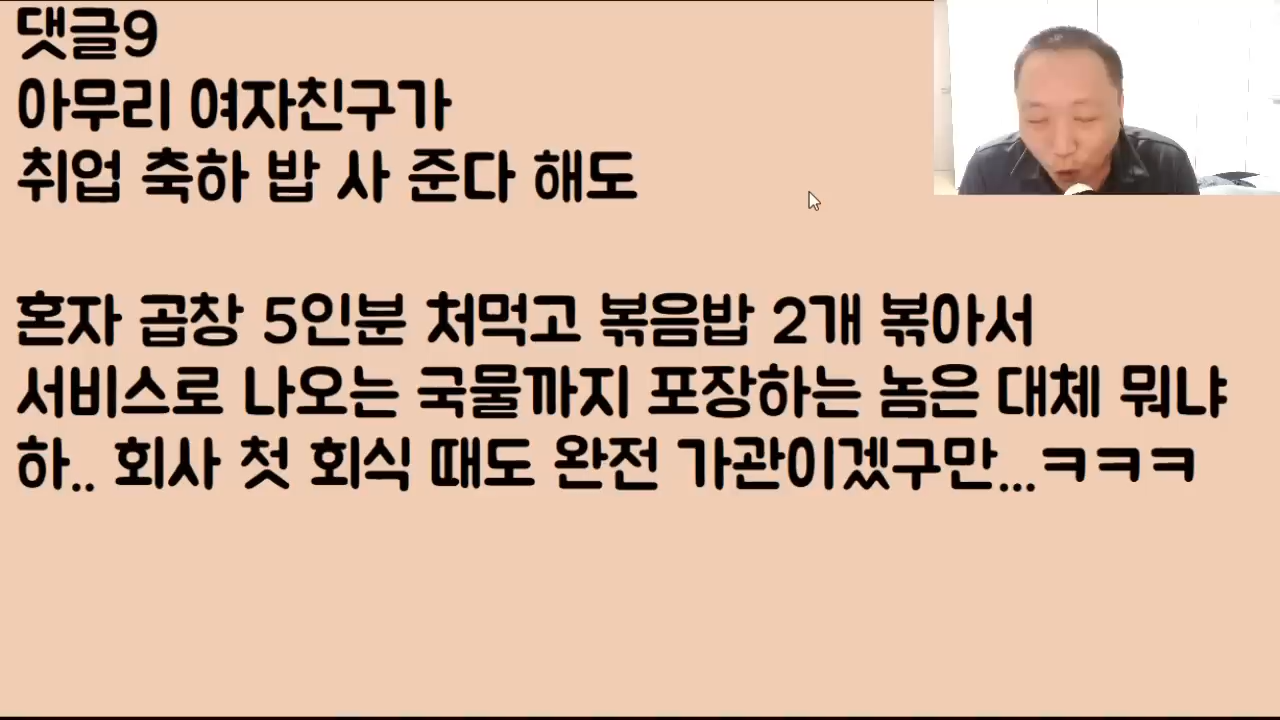 댓글9
아무리 여자친구가
취업 축하 밥 사 준다 해도
혼자 곱창 5인분 처먹고 볶음밥 2개 볶아서
서비스로 나오는 국물까지 포장하는 놈은 대체 뭐냐
하.. 회사 첫 회식 때도 완전 가관이겠구만...ㅋㅋㅋ